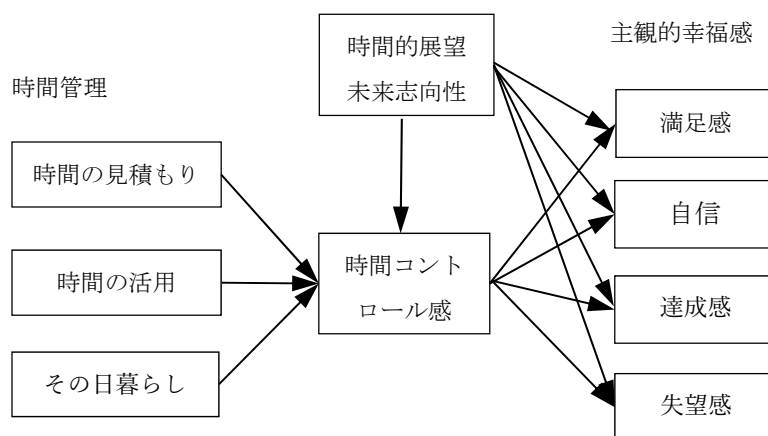 時間管理
時間の見積もり
時間の活用
その日暮らし
時間的展望
未来志向性
時間コント
ロール感
主観的幸福感
満足感
自信
達成感
失望感